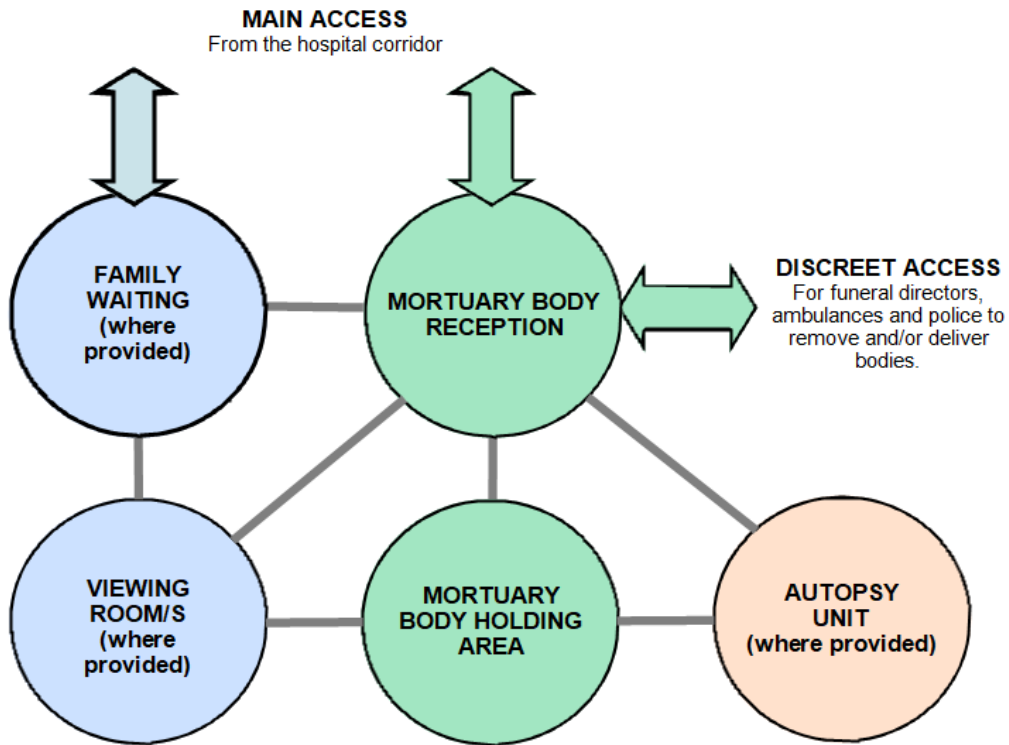 MAIN ACCESS
From the hospital corridor
FAMILY
WAITING
(where
provided)
MORTUARY BODY
RECEPTION
DISCREET ACCESS
For funeral directors,
ambulances and police to
remove and/or deliver
bodies.
VIEWING
ROOM/S
(where
provided)
MORTUARY
BODY HOLDING
AREA
AUTOPSY
UNIT
(where provided)